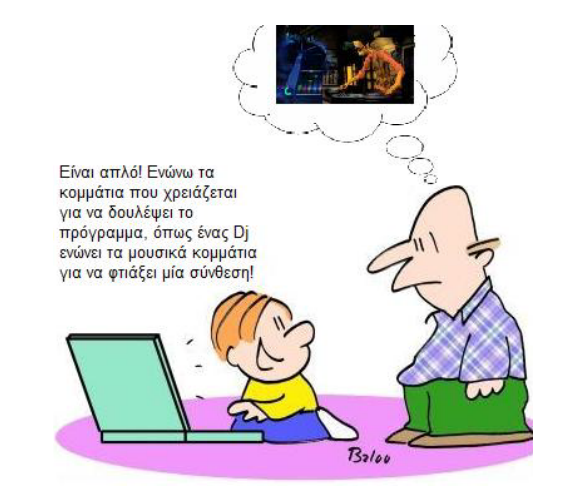 Είναι απλό! Ενώνω τα
κομμάτια που χρειάζεται
για να δουλέψει το
πρόγραμμα, όπως ένας Dj
ενώνει τα μουσικά κομμάτια
για να φτιάξει μία σύνθεση!
Baloo